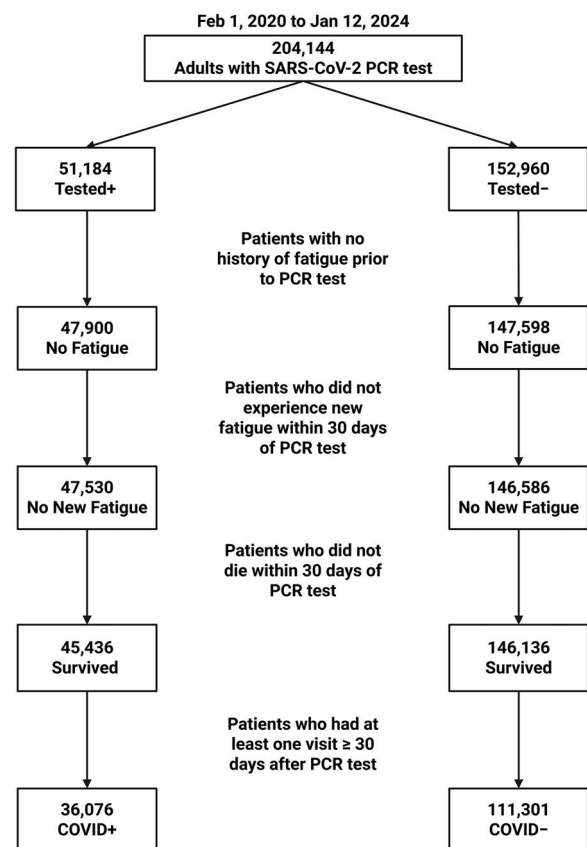 Feb 1, 2020 to Jan 12, 2024
204,144
Adults with SARS-CoV-2 PCR test
51,184
Tested+
152,960
Tested−
Patients with no
history of fatigue prior
to PCR test
47,900
No Fatigue
147,598
No Fatigue
Patients who did not
experience new
fatigue within 30 days
of PCR test
47,530
No New Fatigue
146,586
No New Fatigue
Patients who did not
die within 30 days of
PCR test
45,436
Survived
146,136
Survived
Patients who had at
least one visit ≥ 30
days after PCR test
36,076
COVID+
111,301
COVID−